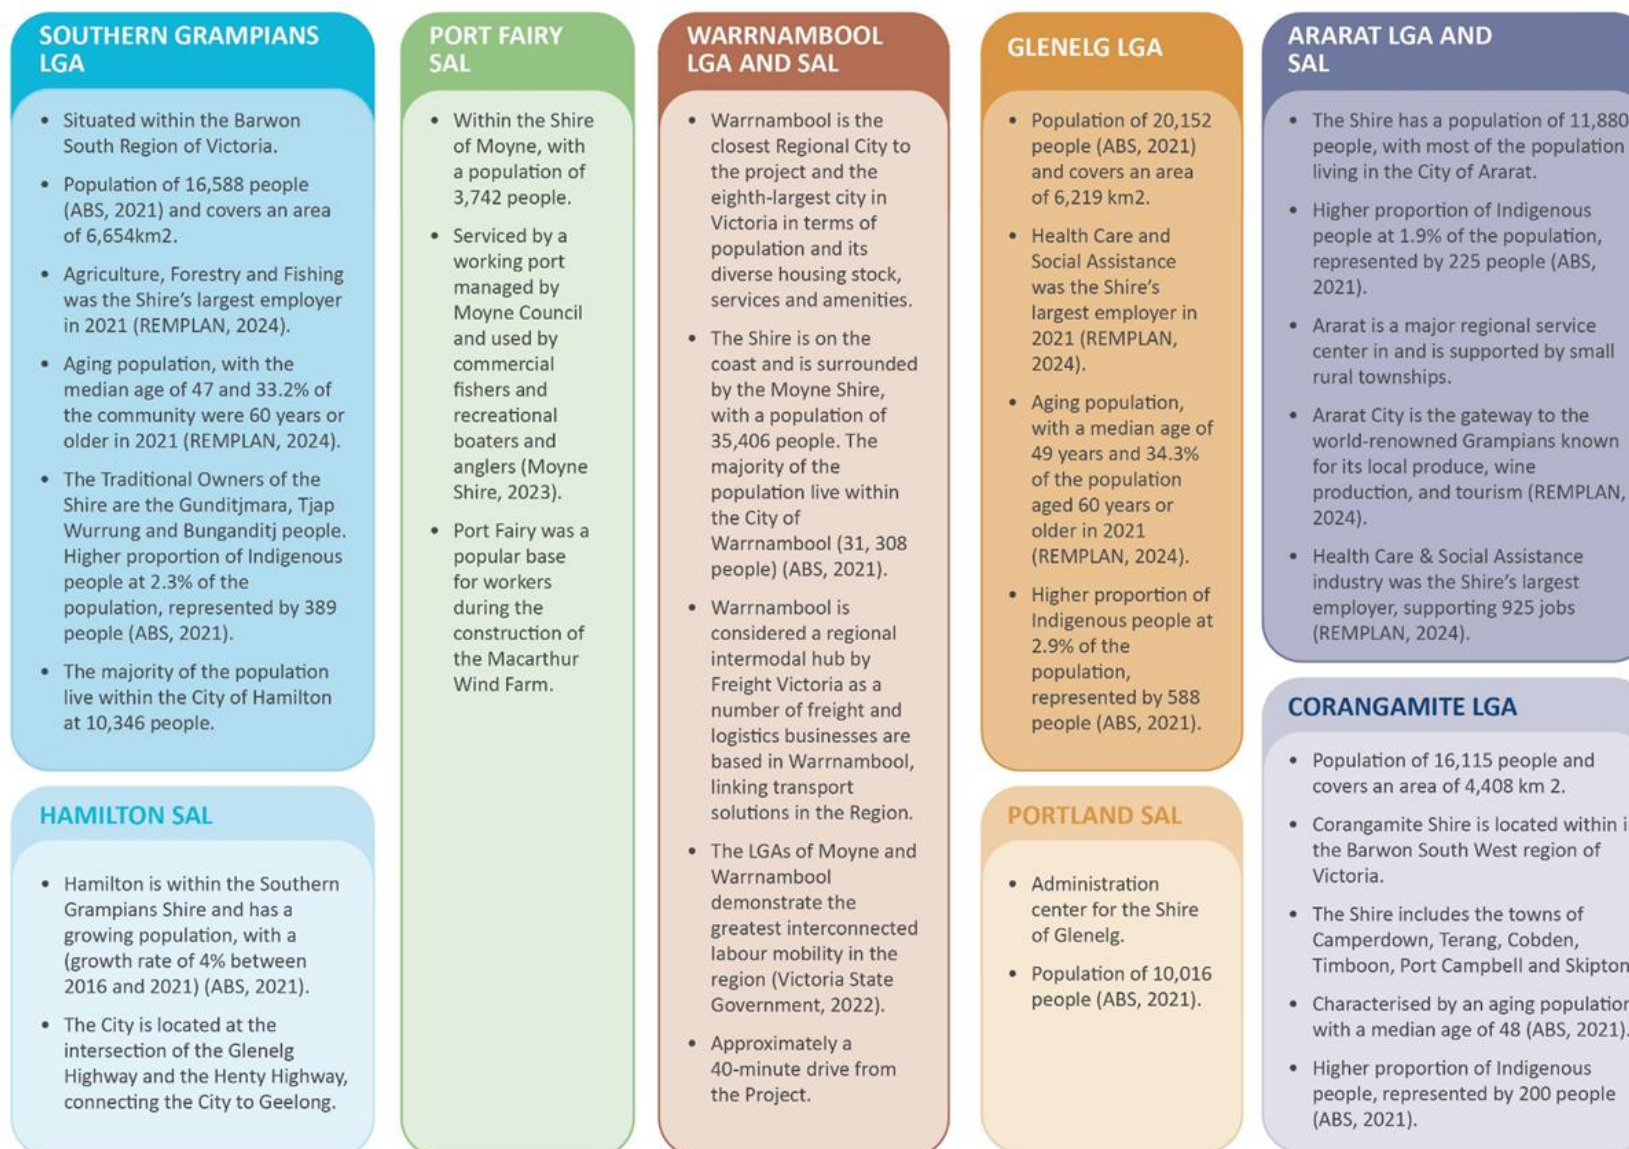 SOUTHERN GRAMPIANS
LGA
• Situated within the Barwon
South Region of Victoria.
• Population of 16,588 people
(ABS, 2021) and covers an area
of 6,654km2.
• Agriculture, Forestry and Fishing
was the Shire’s largest employer
in 2021 (REMPLAN, 2024).
• Aging population, with the
median age of 47 and 33.2% of
the community were 60 years or
older in 2021 (REMPLAN, 2024).
• The Traditional Owners of the
Shire are the Gunditjmara, Tjap
Wurrung and Bunganditj people.
Higher proportion of Indigenous
people at 2.3% of the
population, represented by 389
people (ABS, 2021).
• The majority of the population
live within the City of Hamilton
at 10,346 people.
HAMILTON SAL
• Hamilton is within the Southern
Grampians Shire and has a
growing population, with a
(growth rate of 4% between
2016 and 2021) (ABS, 2021).
• The City is located at the
intersection of the Glenelg
Highway and the Henty Highway,
connecting the City to Geelong.
PORT FAIRY
SAL
• Within the Shire
of Moyne, with
a population of
3,742 people.
• Serviced by a
working port
managed by
Moyne Council
and used by
commercial
fishers and
recreational
boaters and
anglers (Moyne
Shire, 2023).
• Port Fairy was a
popular base
for workers
during the
construction of
the Macarthur
Wind Farm.
WARRNAMBOOL
LGA AND SAL
• Warrnambool is the
closest Regional City to
the project and the
eighth-largest city in
Victoria in terms of
population and its
diverse housing stock,
services and amenities.
• The Shire is on the
coast and is surrounded
by the Moyne Shire,
with a population of
35,406 people. The
majority of the
population live within
the City of
Warrnambool (31, 308
people) (ABS, 2021).
• Warrnambool is
considered a regional
intermodal hub by
Freight Victoria as a
number of freight and
logistics businesses are
based in Warrnambool,
linking transport
solutions in the Region.
• The LGAs of Moyne and
Warrnambool
demonstrate the
greatest interconnected
labour mobility in the
region (Victoria State
Government, 2022).
• Approximately a
40-minute drive from
the Project.
GLENELG LGA
• Population of 20,152
people (ABS, 2021)
and covers an area
of 6,219 km2.
• Health Care and
Social Assistance
was the Shire’s
largest employer in
2021 (REMPLAN,
2024).
• Aging population,
with a median age of
49 years and 34.3%
of the population
aged 60 years or
older in 2021
(REMPLAN, 2024).
• Higher proportion of
Indigenous people at
2.9% of the
population,
represented by 588
people (ABS, 2021).
PORTLAND SAL
• Administration
center for the Shire
of Glenelg.
• Population of 10,016
people (ABS, 2021).
ARARAT LGA AND
SAL
• The Shire has a population of 11,880
people, with most of the population
living in the City of Ararat.
• Higher proportion of Indigenous
people at 1.9% of the population,
represented by 225 people (ABS,
2021).
• Ararat is a major regional service
center in and is supported by small
rural townships.
• Ararat City is the gateway to the
world-renowned Grampians known
for its local produce, wine
production, and tourism (REMPLAN,
2024).
• Health Care & Social Assistance
industry was the Shire’s largest
employer, supporting 925 jobs
(REMPLAN, 2024).
CORANGAMITE LGA
• Population of 16,115 people and
covers an area of 4,408 km 2.
• Corangamite Shire is located within
the Barwon South West region of
Victoria.
• The Shire includes the towns of
Camperdown, Terang, Cobden,
Timboon, Port Campbell and Skipton
• Characterised by an aging population
with a median age of 48 (ABS, 2021).
• Higher proportion of Indigenous
people, represented by 200 people
(ABS, 2021).